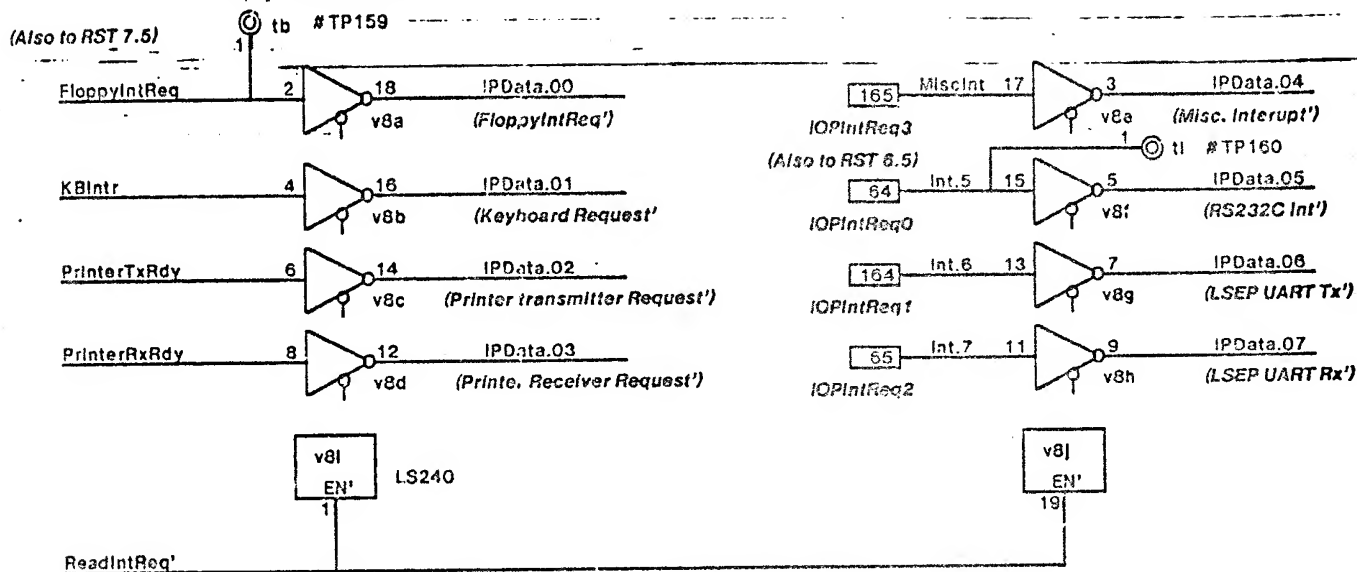 tb #TP159
(Also to RST 7.5)
1
FloppyIntReq 2 18 IPData.00
v8a (FloppyIntReq')
KBIntr 4 16 IPData.01
v8b (Keyboard Request'
PrinterTxRdy 6 14 IPData.02
v8c (Printer transmitter Request')
PrinterRxRdy 8 12 IPData.03
v8d (Printe. Receiver Request')
165 MiscInt 17 3 IPData.04
IOPIntReq3 v8e (Misc. Interupt')
(Also to RST 6.5) 1 tl #TP160
64 Int.5 15 5 IPData.05
IOPIntReq0 v8f (RS232C Int')
164 Int.6 13 7 IPData.06
IOPIntReq1 v8g (LSEP UART Tx')
65 Int.7 11 9 IPData.07
IOPIntReq2 v8h (LSEP UART Rx')
v8i
EN' LS240
1
v8j
EN'
19
ReadIntReq'